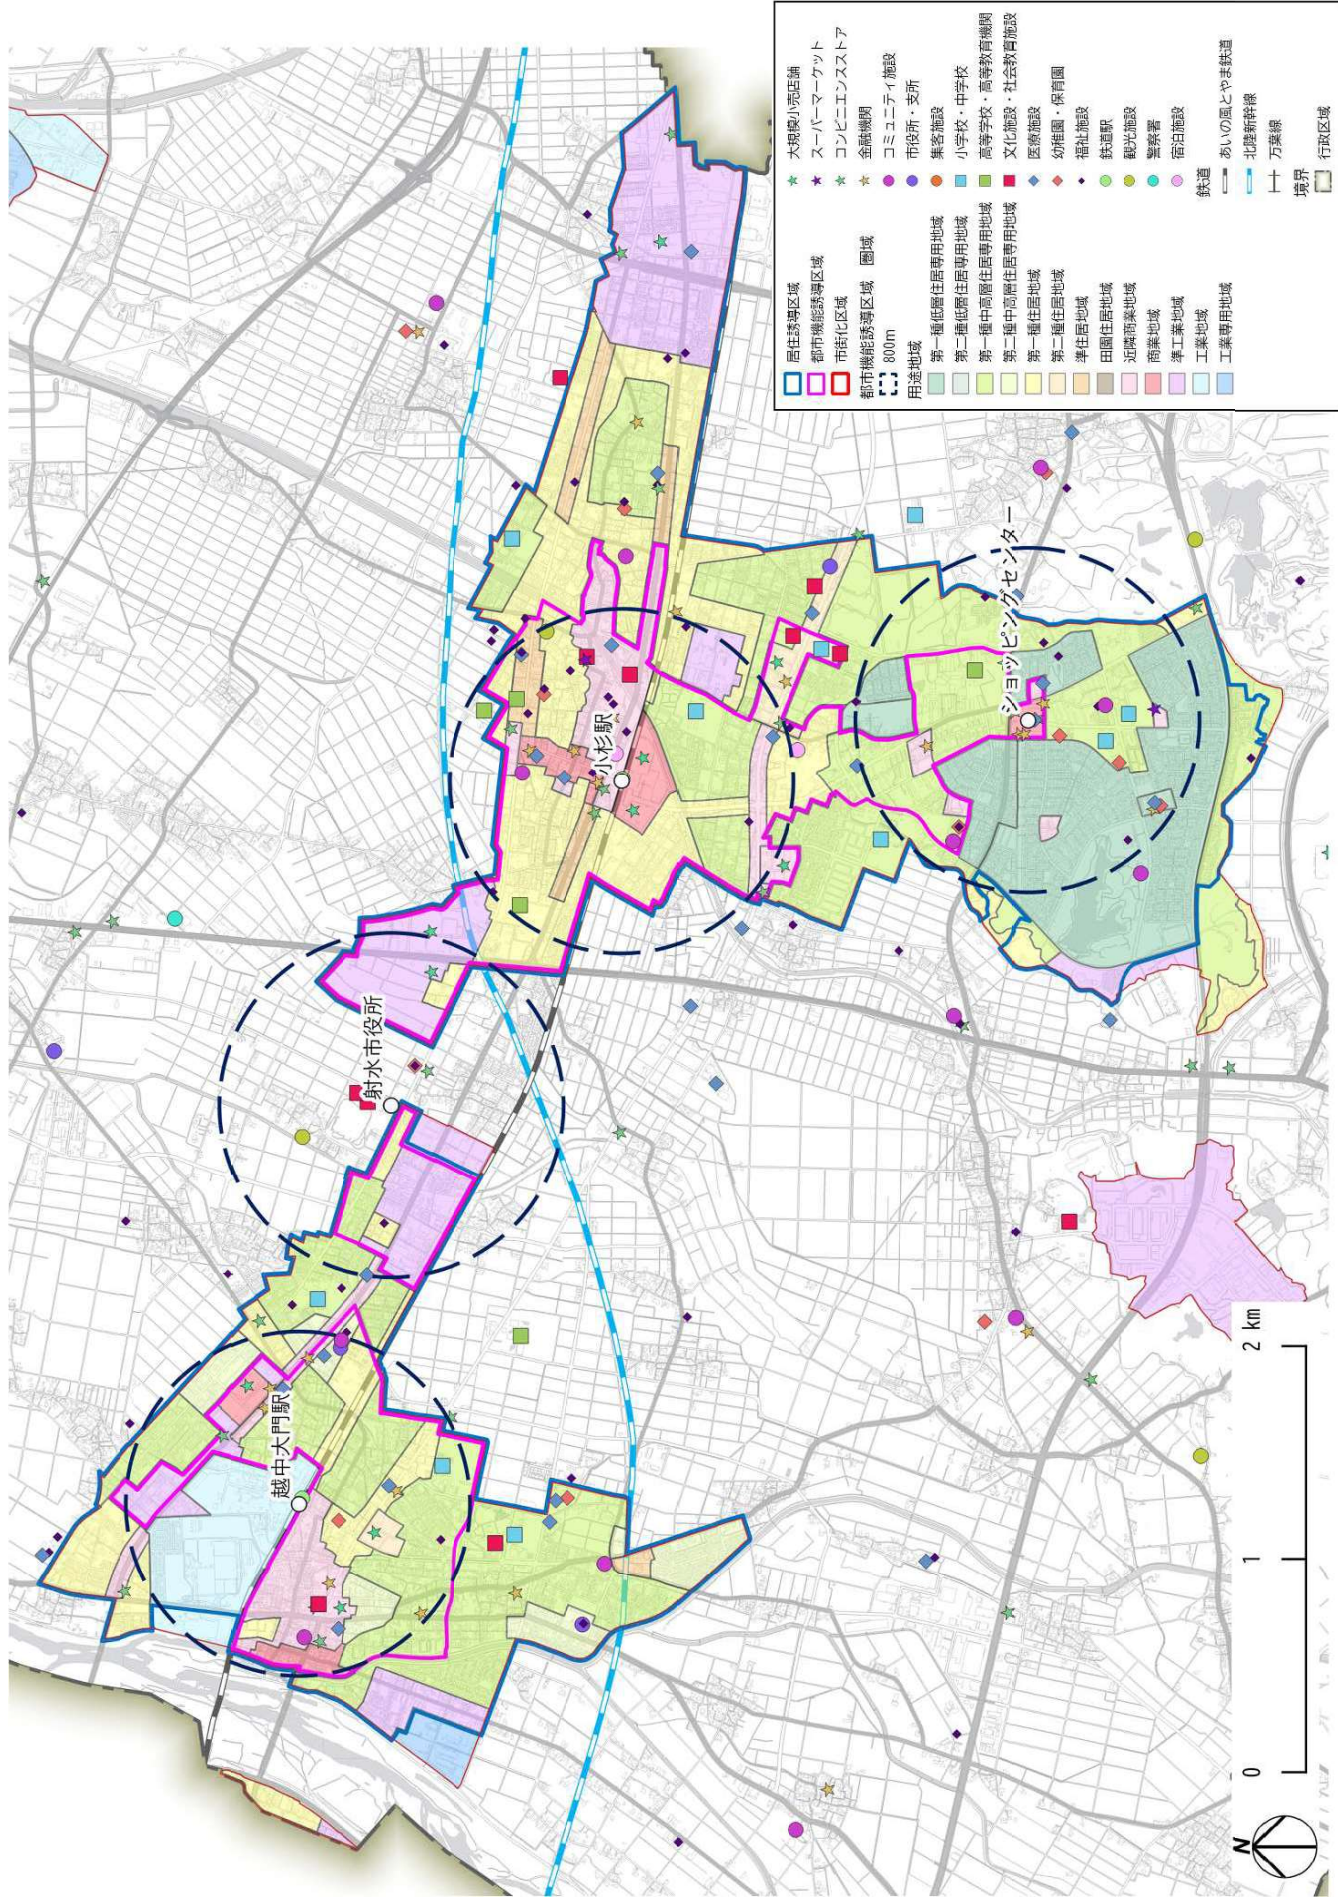 居住誘導区域
都市機能誘導区域
市街化区域
都市機能誘導区域 圏域
800m
用途地域
第一種低層住居専用地域
第二種低層住居専用地域
第一種中高層住居専用地域
第二種中高層住居専用地域
第一種住居地域
第二種住居地域
準住居地域
田園住居地域
近隣商業地域
商業地域
準工業地域
工業地域
工業専用地域
大規模小売店舗
スーパーマーケット
コンビニエンスストア
金融機関
コミュニティ施設
市役所・支所
集客施設
小学校・中学校
高等学校・高等教育機関
文化施設・社会教育施設
医療施設
幼稚園・保育園
福祉施設
鉄道駅
観光施設
警察署
宿泊施設
鉄道
あいの風とやま鉄道
北陸新幹線
万葉線
境界
行政区域
越中大門駅
射水市役所
小杉駅
ショッピングセンター
N
0 1 2 km